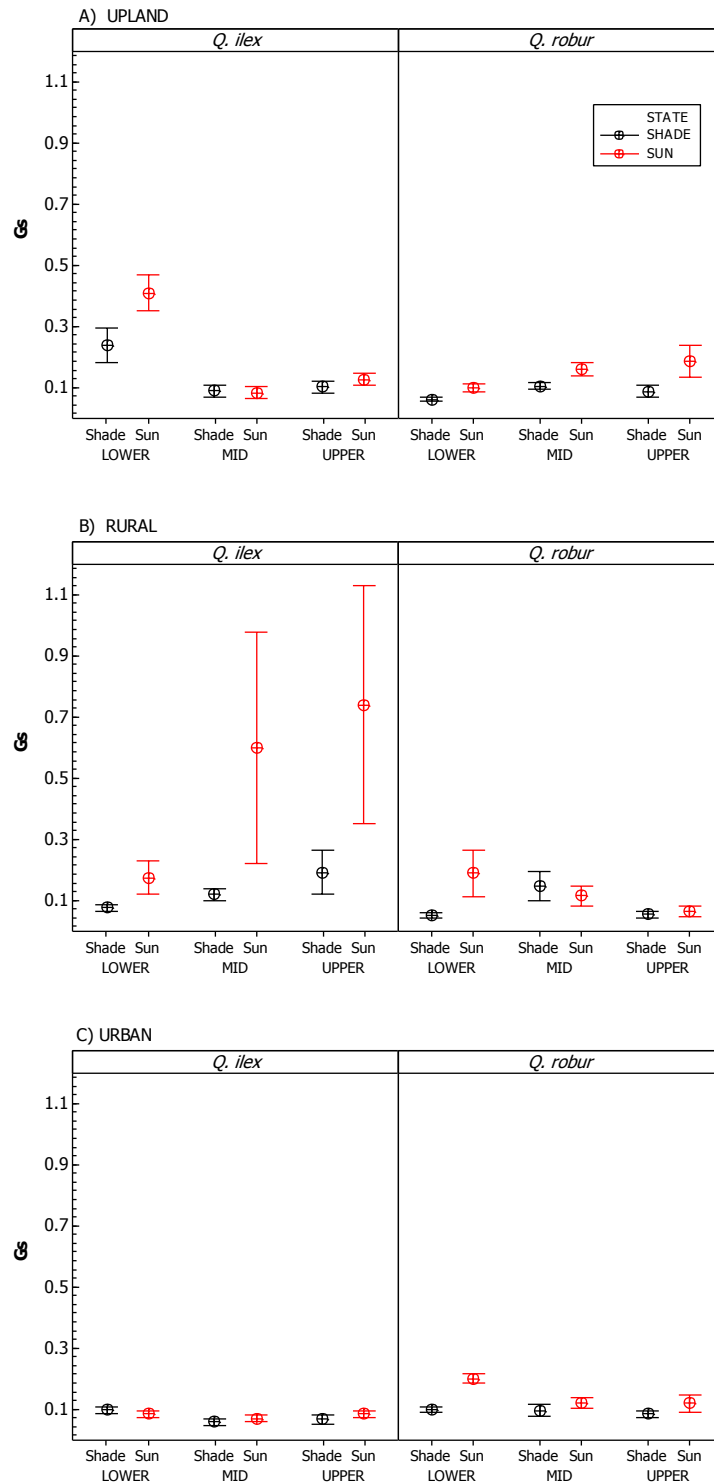 A) UPLAND
Q. ilex
Q. robur
1.1
0.9
0.7
0.5
0.3
0.1
Gs
STATE
SHADE
SUN
Shade Sun Shade Sun Shade Sun Shade Sun Shade Sun Shade Sun
LOWER MID UPPER LOWER MID UPPER
B) RURAL
Q. ilex
Q. robur
1.1
0.9
0.7
0.5
0.3
0.1
Gs
Shade Sun Shade Sun Shade Sun Shade Sun Shade Sun Shade Sun
LOWER MID UPPER LOWER MID UPPER
C) URBAN
Q. ilex
Q. robur
1.1
0.9
0.7
0.5
0.3
0.1
Gs
Shade Sun Shade Sun Shade Sun Shade Sun Shade Sun Shade Sun
LOWER MID UPPER LOWER MID UPPER